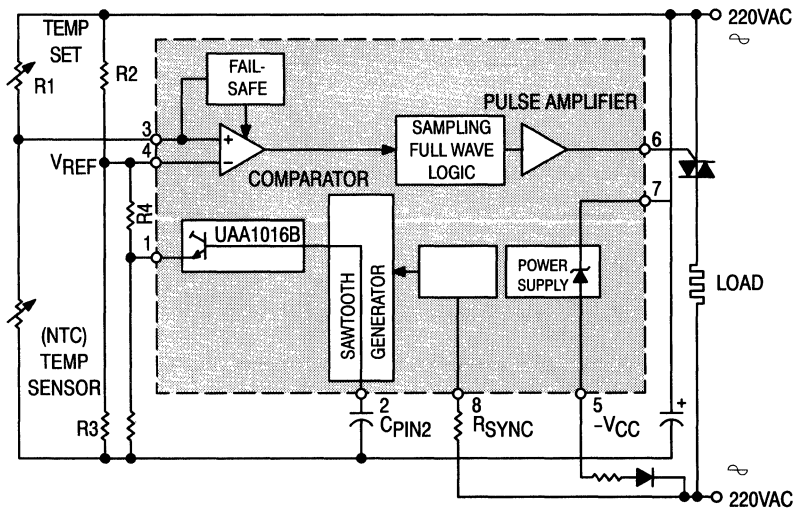 220VAC
TEMP
SET
R1
R2
FAIL-
SAFE
PULSE AMPLIFIER
3
+
4
−
VREF
COMPARATOR
SAMPLING
FULL WAVE
LOGIC
6
7
R4
1
UAA1016B
SAWTOOTH
GENERATOR
POWER
SUPPLY
LOAD
(NTC)
TEMP
SENSOR
R3
2
CPIN2
8
RSYNC
5
–VCC
+
220VAC